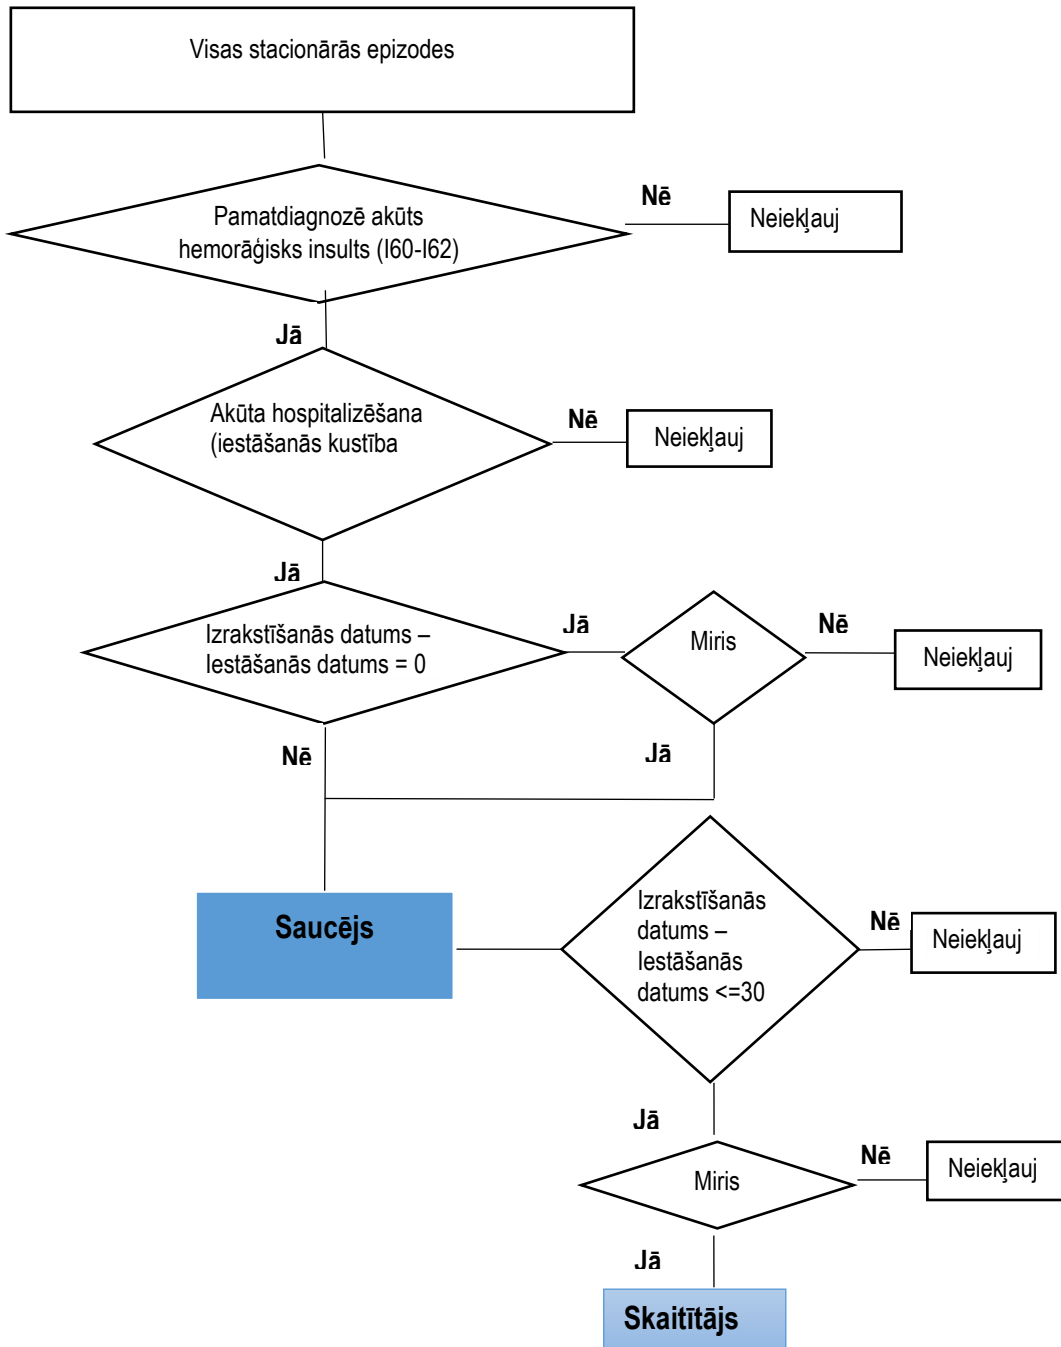 Visas stacionārās epizodes
Nē
Pamatdiagnozē akūts
hemorāģisks insults (I60-I62)
Neiekļauj
Jā
Akūta hospitalizēšana
(iestāšanās kustība
Nē
Neiekļauj
Jā
Izrakstīšanās datums –
Iestāšanās datums = 0
Jā
Miris
Nē
Neiekļauj
Nē
Jā
Saucējs
Izrakstīšanās
datums –
Iestāšanās
datums <=30
Nē
Neiekļauj
Jā
Miris
Nē
Neiekļauj
Jā
Skaitītājs